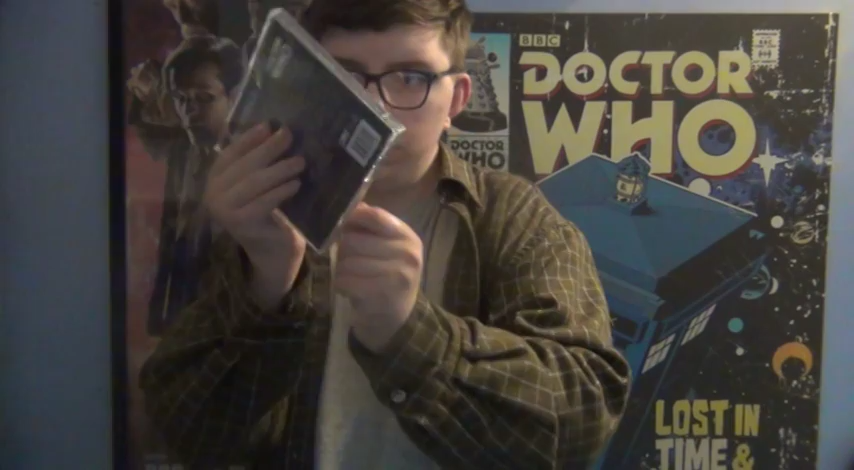 BBC
DOCTOR
WHO
DOCTOR
WHO
LOST IN
TIME &